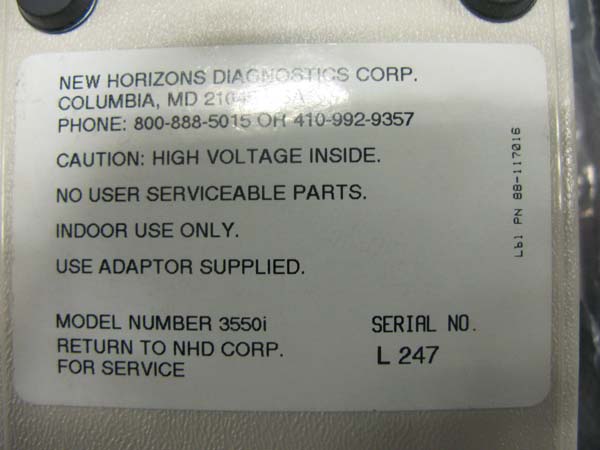 NEW HORIZONS DIAGNOSTICS CORP.
COLUMBIA, MD
PHONE: 800-888-5015 OR 410-992-9357
CAUTION: HIGH VOLTAGE INSIDE.
NO USER SERVICEABLE PARTS.
INDOOR USE ONLY.
USE ADAPTOR SUPPLIED.
MODEL NUMBER 3550i
RETURN TO NHD CORP.
FOR SERVICE
SERIAL NO.
L 247
Lbl PN 88-117016